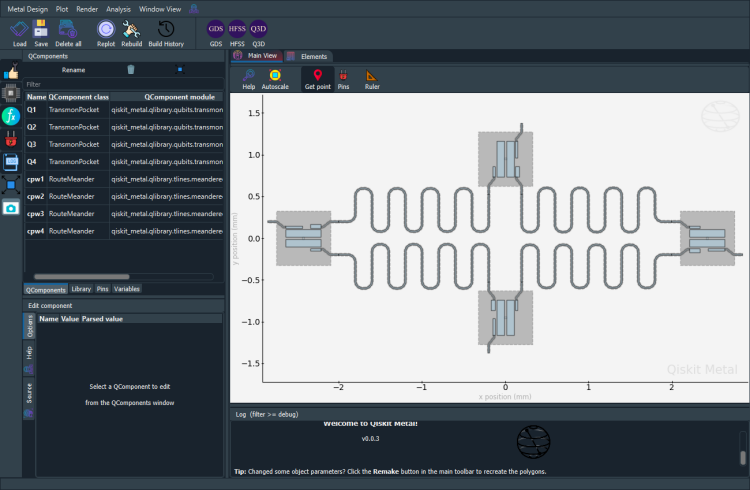 Metal Design Plot Render Analysis Window View
Load Save Delete all Replot Rebuild Build History GDS HFSS Q3D
GDS HFSS Q3D
QComponents
Rename
Filter
Name QComponent class QComponent module
Q1 TransmonPocket qiskit_metal.qlibrary.qubits.transmon
Q2 TransmonPocket qiskit_metal.qlibrary.qubits.transmon
Q3 TransmonPocket qiskit_metal.qlibrary.qubits.transmon
Q4 TransmonPocket qiskit_metal.qlibrary.qubits.transmon
cpw1 RouteMeander qiskit_metal.qlibrary.tlines.meandere
cpw2 RouteMeander qiskit_metal.qlibrary.tlines.meandere
cpw3 RouteMeander qiskit_metal.qlibrary.tlines.meandere
cpw4 RouteMeander qiskit_metal.qlibrary.tlines.meandere
QComponents Library Pins Variables
Edit component
Options
Help
Source
Name Value Parsed value
Select a QComponent to edit
from the QComponents window
Main View Elements
Help Autoscale Get point Pins Ruler
1.5
1.0
0.5
0.0
−0.5
−1.0
−1.5
y position (mm)
−2 −1 0 1 2
x position (mm)
Qiskit Metal
Log (filter >= debug)
Welcome to Qiskit Metal!
v0.0.3
Tip: Changed some object parameters? Click the Remake button in the main toolbar to recreate the polygons.